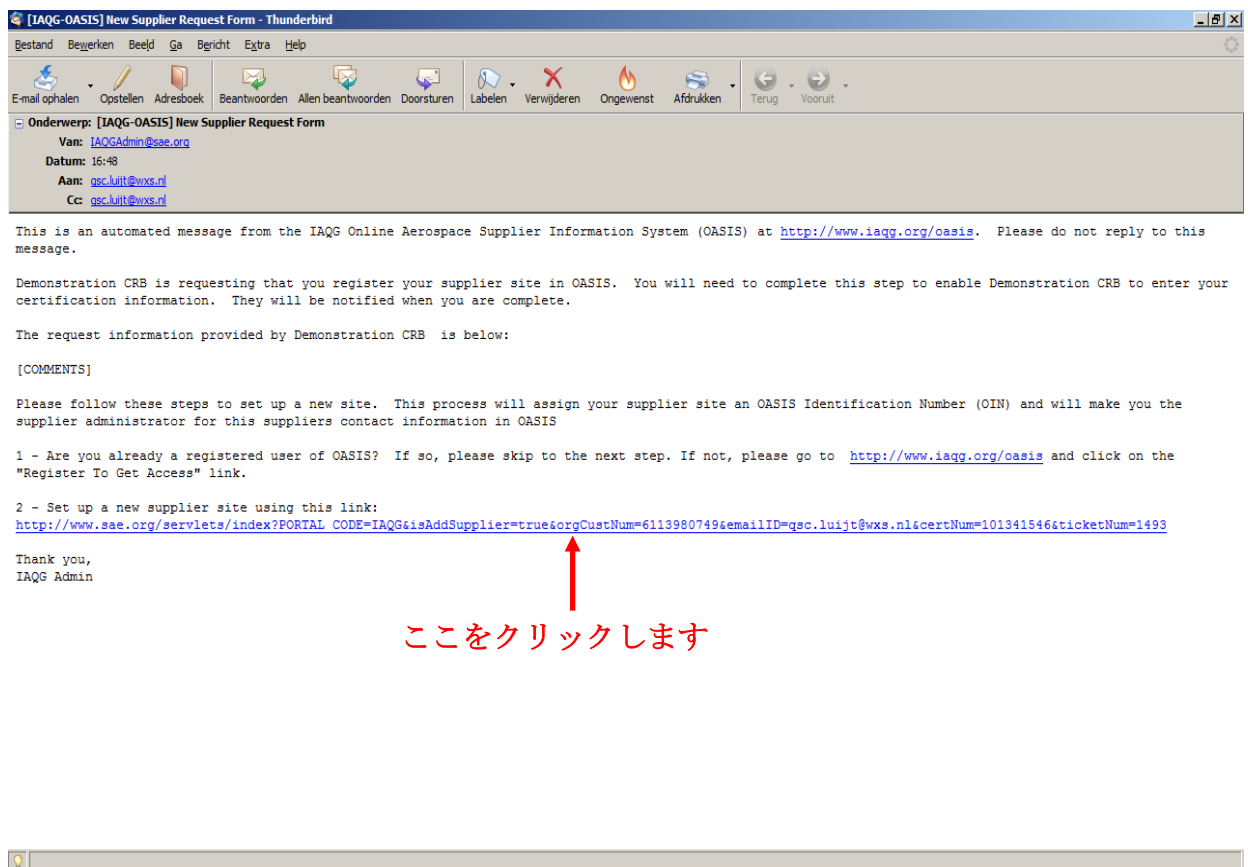 [IAQG-OASIS] New Supplier Request Form - Thunderbird
Bestand Bewerken Beeld Ga Bericht Extra Help
E-mail ophalen Opstellen Adresboek Beantwoorden Allen beantwoorden Doorsturen Labelen Verwijderen Ongewenst Afdrukken Terug Vooruit
Onderwerp: [IAQG-OASIS] New Supplier Request Form
Van: IAQGAdmin@sae.org
Datum: 16:48
Aan: qsc.luijt@wxs.nl
Cc: qsc.luijt@wxs.nl
This is an automated message from the IAQG Online Aerospace Supplier Information System (OASIS) at http://www.iaqg.org/oasis. Please do not reply to this
message.
Demonstration CRB is requesting that you register your supplier site in OASIS. You will need to complete this step to enable Demonstration CRB to enter your
certification information. They will be notified when you are complete.
The request information provided by Demonstration CRB is below:
[COMMENTS]
Please follow these steps to set up a new site. This process will assign your supplier site an OASIS Identification Number (OIN) and will make you the
supplier administrator for this suppliers contact information in OASIS
1 - Are you already a registered user of OASIS? If so, please skip to the next step. If not, please go to http://www.iaqg.org/oasis and click on the
"Register To Get Access" link.
2 - Set up a new supplier site using this link:
http://www.sae.org/servlets/index?PORTAL_CODE=IAQG&isAddSupplier=true&orgCustNum=6113980749&emailID=qsc.luijt@wxs.nl&certNum=101341546&ticketNum=1493
Thank you,
IAQG Admin
ここをクリックします